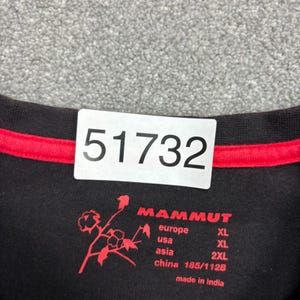 51732
MAMMUT
europe XL
usa XL
asia 2XL
china 185/112B
made in India